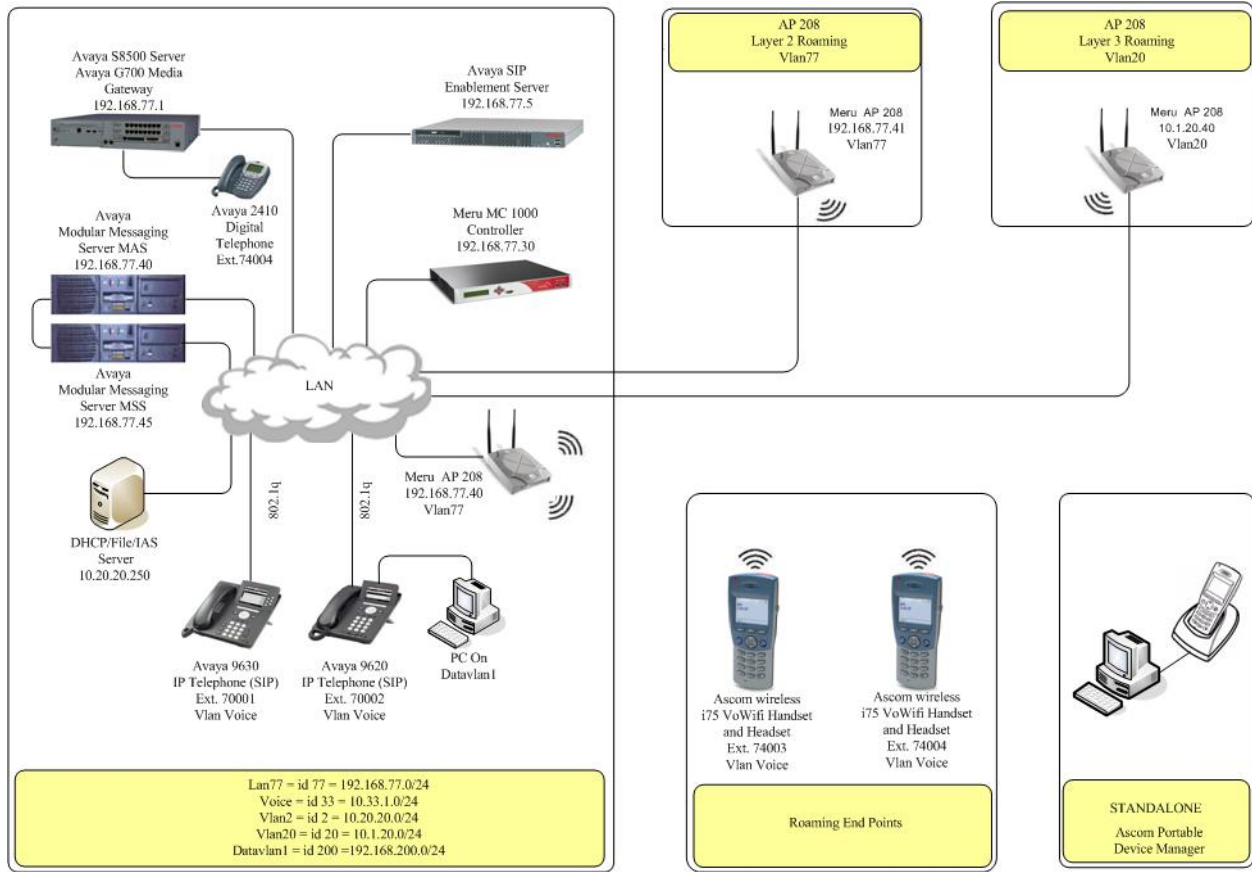 Avaya S8500 Server
Avaya G700 Media
Gateway
192.168.77.1
Avaya 2410
Digital
Telephone
Ext.74004
Avaya SIP
Enablement Server
192.168.77.5
Avaya
Modular Messaging
Server MAS
192.168.77.40
Meru MC 1000
Controller
192.168.77.30
Avaya
Modular Messaging
Server MSS
192.168.77.45
LAN
DHCP/File/IAS
Server
10.20.20.250
802.1q
802.1q
Meru AP 208
192.168.77.40
Vlan77
Avaya 9630
IP Telephone (SIP)
Ext. 70001
Vlan Voice
Avaya 9620
IP Telephone (SIP)
Ext. 70002
Vlan Voice
PC On
Datavlan1
Lan77 = id 77 = 192.168.77.0/24
Voice = id 33 = 10.33.1.0/24
Vlan2 = id 2 = 10.20.20.0/24
Vlan20 = id 20 = 10.1.20.0/24
Datavlan1 = id 200 =192.168.200.0/24
AP 208
Layer 2 Roaming
Vlan77
Meru AP 208
192.168.77.41
Vlan77
AP 208
Layer 3 Roaming
Vlan20
Meru AP 208
10.1.20.40
Vlan20
Ascom wireless
i75 VoWifi Handset
and Headset
Ext. 74003
Vlan Voice
Ascom wireless
i75 VoWifi Handset
and Headset
Ext. 74004
Vlan Voice
Roaming End Points
STANDALONE
Ascom Portable
Device Manager